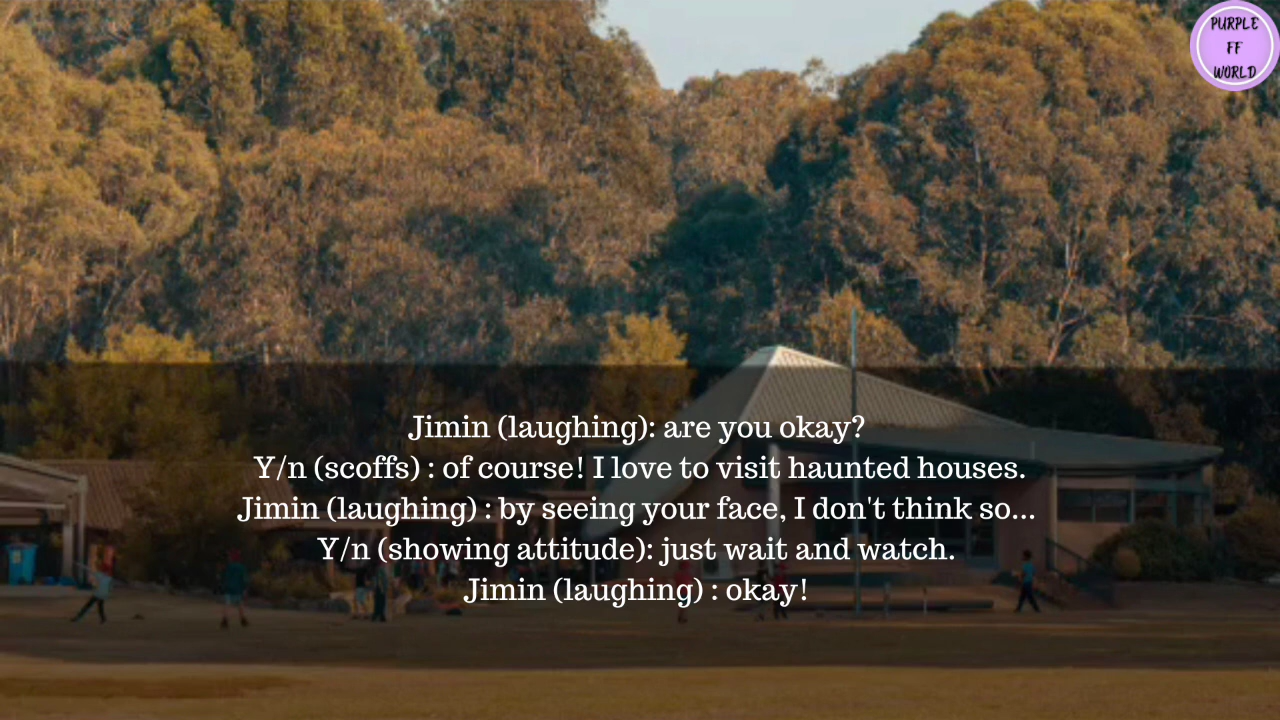 PURPLE
FF
WORLD
Jimin (laughing): are you okay?
Y/n (scoffs) : of course! I love to visit haunted houses.
Jimin (laughing) : by seeing your face, I don't think so...
Y/n (showing attitude): just wait and watch.
Jimin (laughing) : okay!